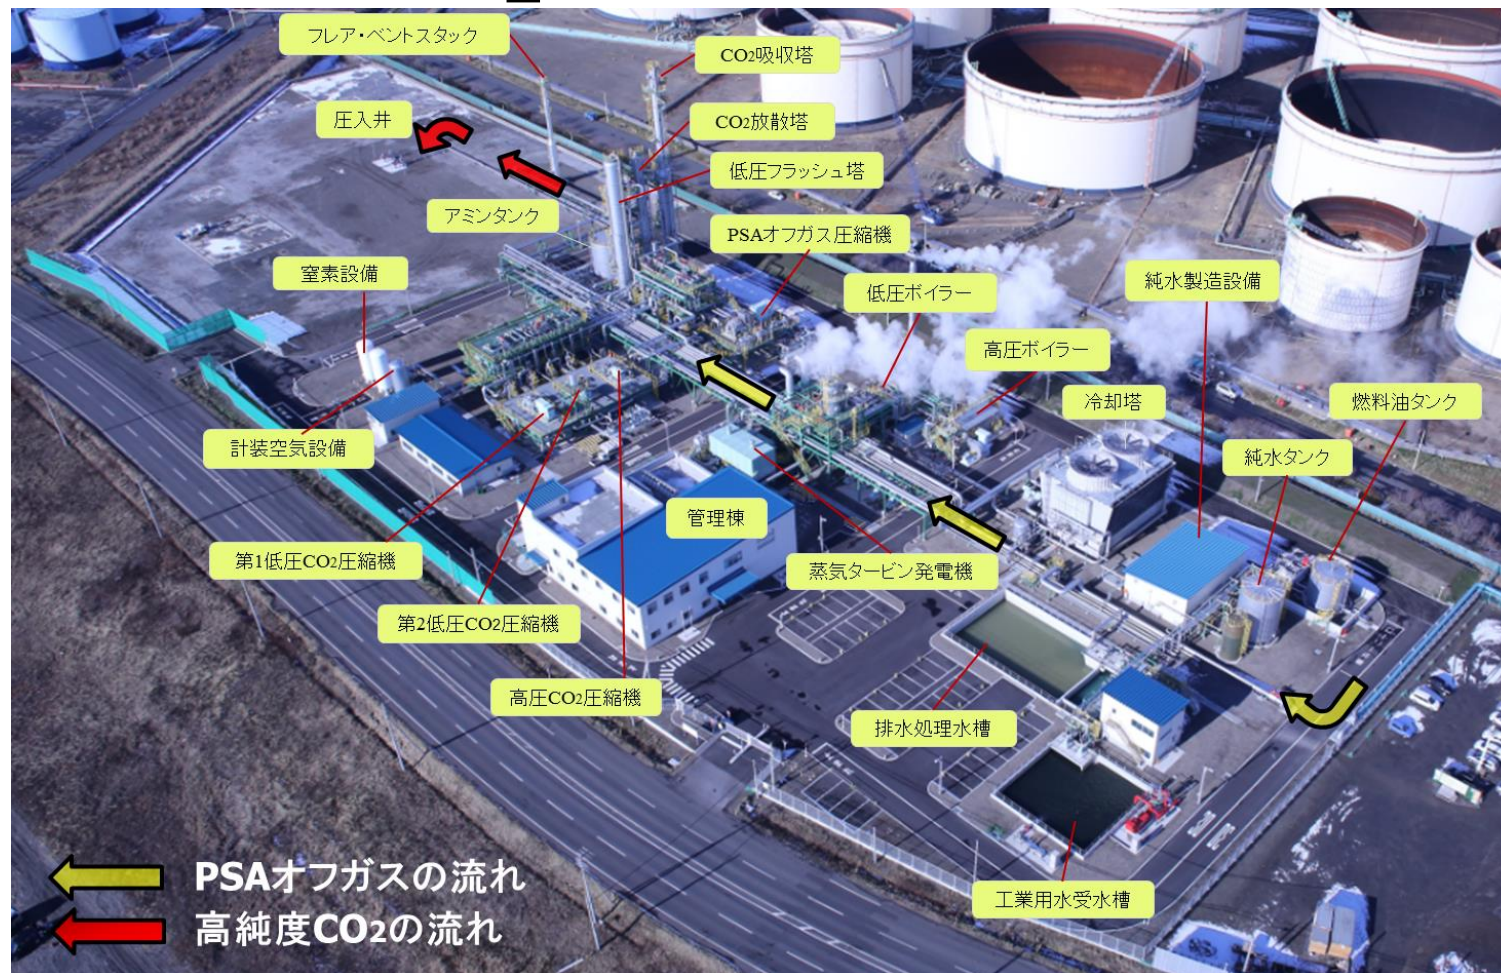 フレア・ベントスタック
CO2吸収塔
圧入井
CO2放散塔
低圧フラッシュ塔
アミンタンク
PSAオフガス圧縮機
窒素設備
低圧ボイラー
純水製造設備
高圧ボイラー
冷却塔
燃料油タンク
計装空気設備
純水タンク
管理棟
第1低圧CO2圧縮機
蒸気タービン発電機
第2低圧CO2圧縮機
高圧CO2圧縮機
排水処理水槽
PSAオフガスの流れ
工業用水受水槽
高純度CO2の流れ